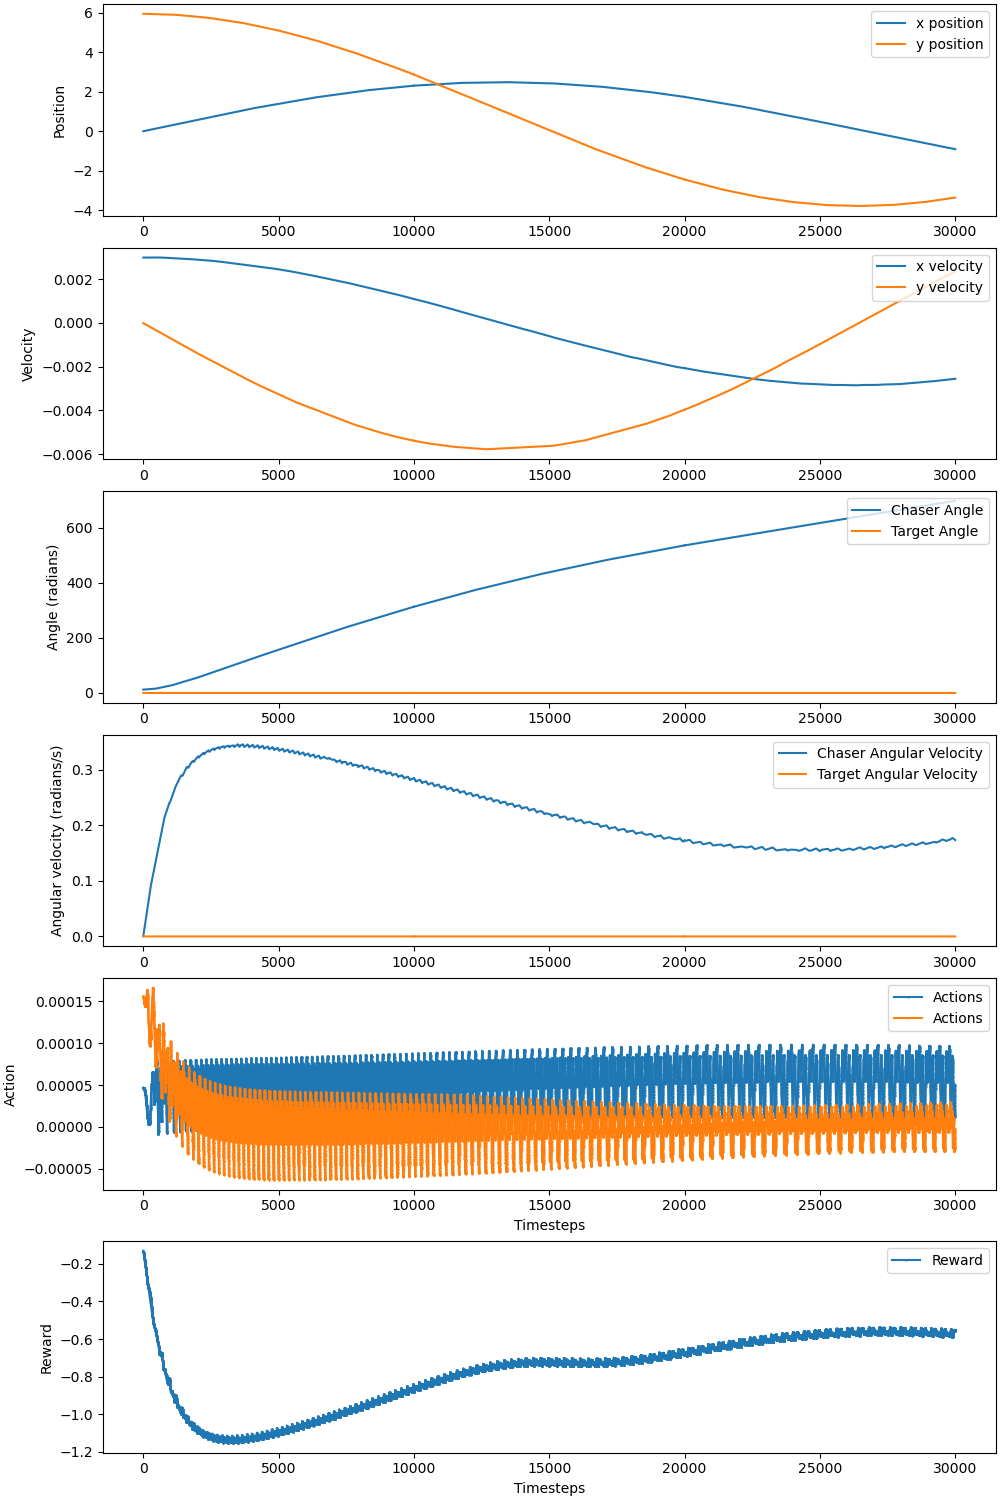 6
4
2
0
−2
−4
Position
x position
y position
0 5000 10000 15000 20000 25000 30000
0.002
0.000
−0.002
−0.004
−0.006
Velocity
x velocity
y velocity
0 5000 10000 15000 20000 25000 30000
600
400
200
0
Angle (radians)
Chaser Angle
Target Angle
0 5000 10000 15000 20000 25000 30000
0.3
0.2
0.1
0.0
Angular velocity (radians/s)
Chaser Angular Velocity
Target Angular Velocity
0 5000 10000 15000 20000 25000 30000
0.00015
0.00010
0.00005
0.00000
−0.00005
Action
Actions
Actions
0 5000 10000 15000 20000 25000 30000
Timesteps
−0.2
−0.4
−0.6
−0.8
−1.0
−1.2
Reward
Reward
0 5000 10000 15000 20000 25000 30000
Timesteps